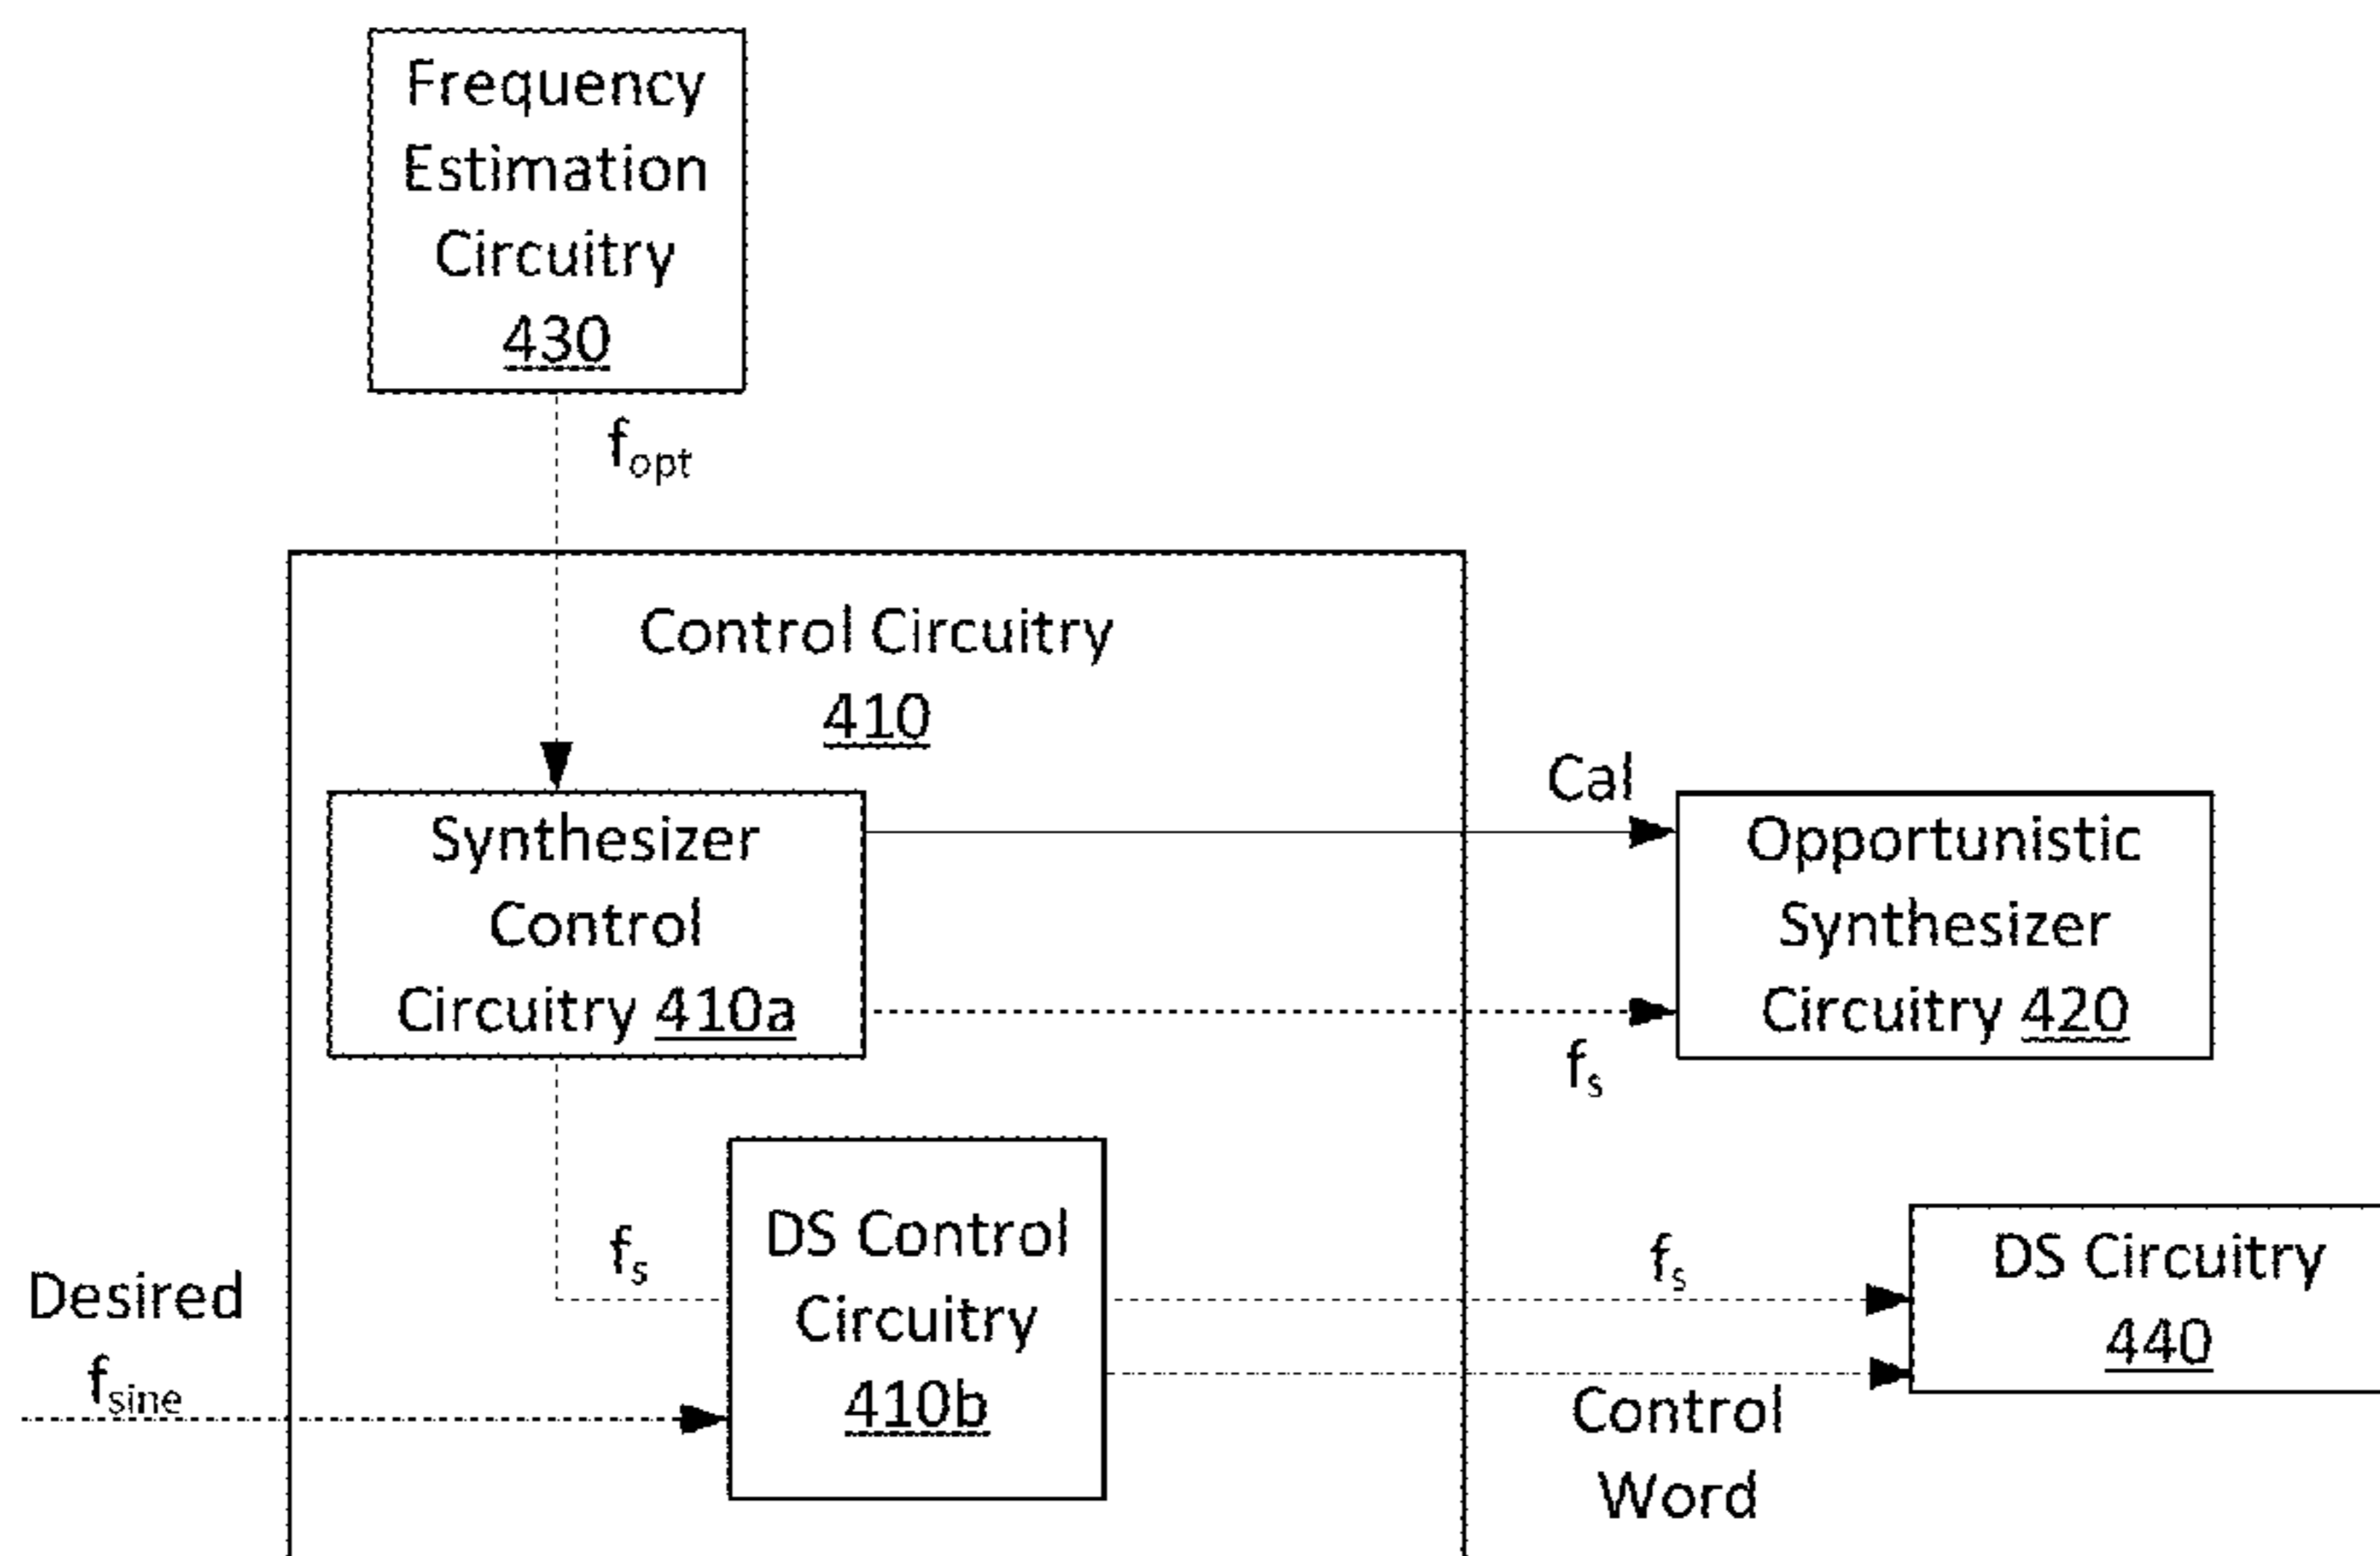 Frequency
Estimation
Circuitry
430
fopt
Control Circuitry
410
Synthesizer
Control
Circuitry 410a
Cal
fs
Opportunistic
Synthesizer
Circuitry 420
fs
DS Control
Circuitry
410b
Desired
fsine
fs
Control
Word
DS Circuitry
440